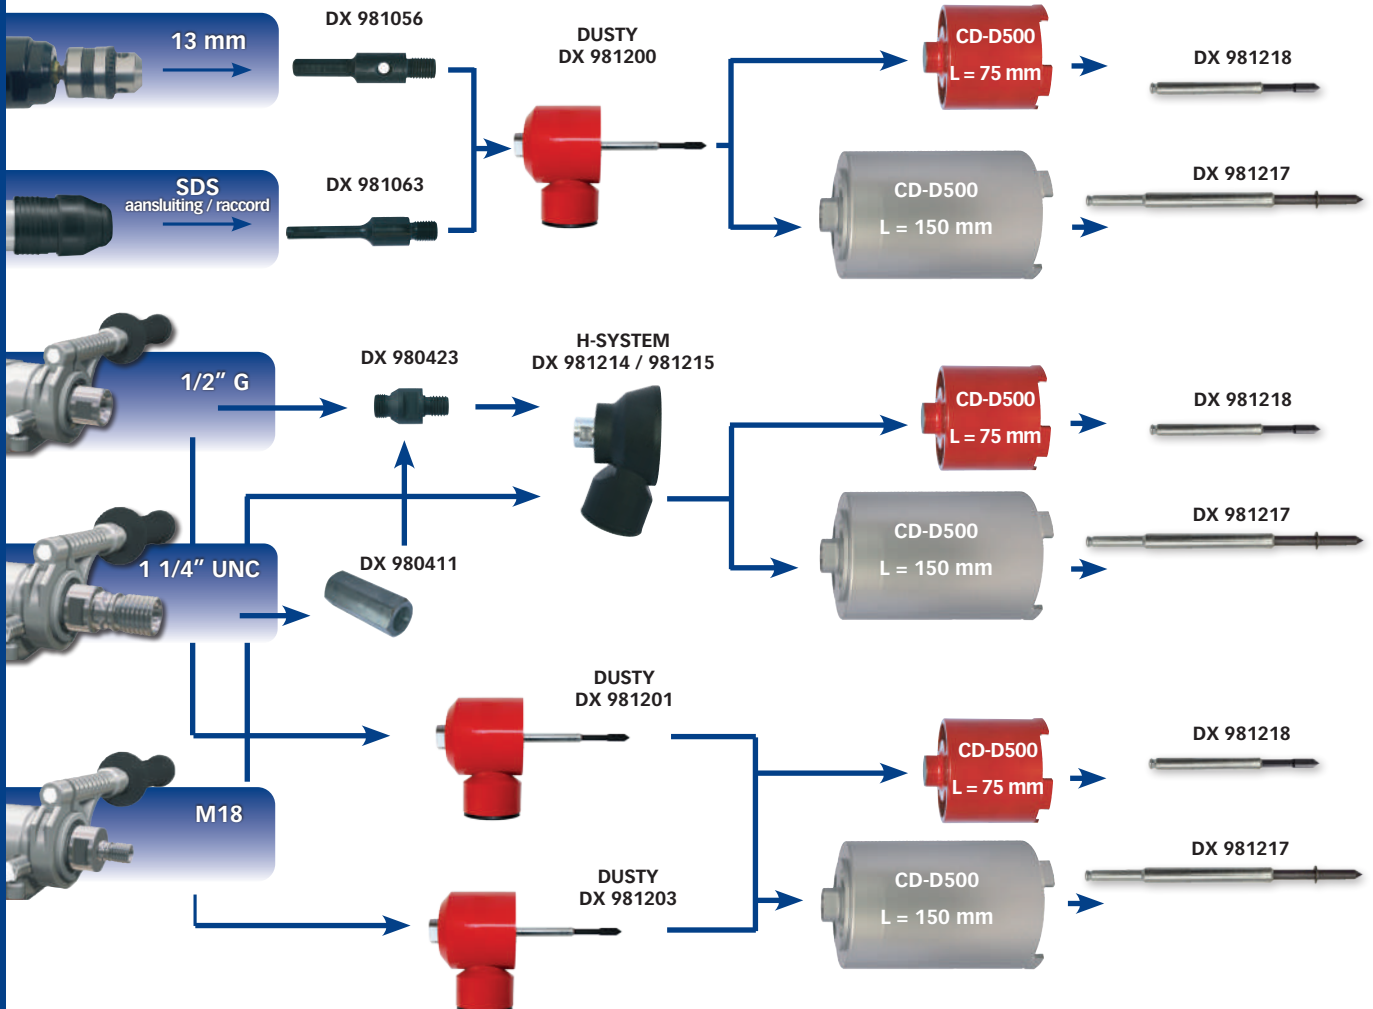 13 mm
DX 981056
DUSTY
DX 981200
CD-D500
L = 75 mm
DX 981218
SDS
aansluiting / raccord
DX 981063
CD-D500
L = 150 mm
DX 981217
1/2" G
DX 980423
H-SYSTEM
DX 981214 / 981215
CD-D500
L = 75 mm
DX 981218
1 1/4" UNC
DX 980411
CD-D500
L = 150 mm
DX 981217
DUSTY
DX 981201
CD-D500
L = 75 mm
DX 981218
M18
DUSTY
DX 981203
CD-D500
L = 150 mm
DX 981217